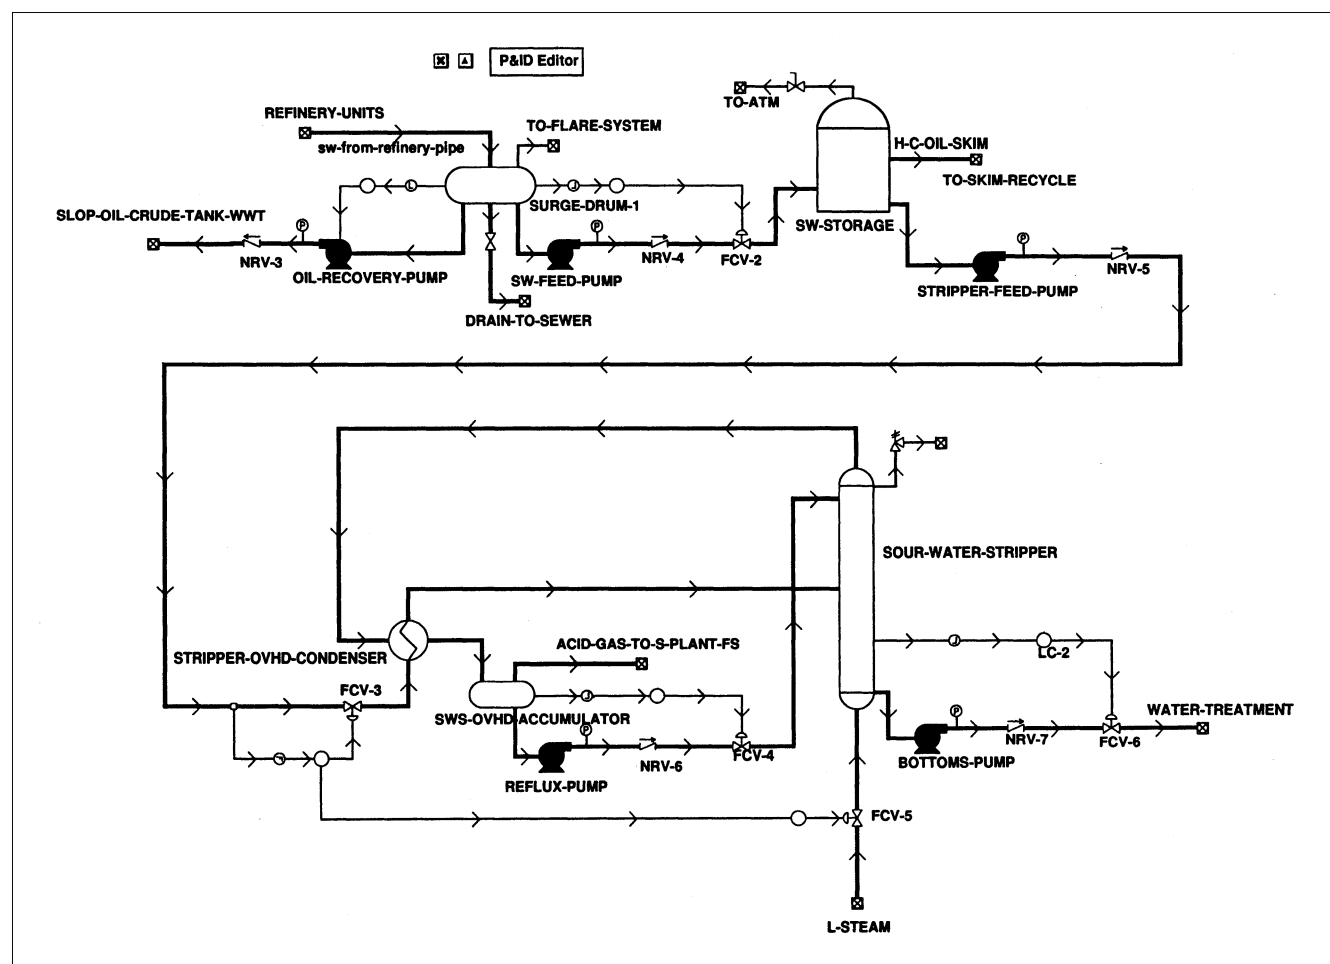 P&ID Editor
TO-ATM
REFINERY-UNITS
TO-FLARE-SYSTEM
sw-from-refinery-pipe
H-C-OIL-SKIM
TO-SKIM-RECYCLE
L
SURGE-DRUM-1
SLOP-OIL-CRUDE-TANK-WWT
SW-STORAGE
P
P
P
NRV-3
NRV-4
FCV-2
NRV-5
OIL-RECOVERY-PUMP
SW-FEED-PUMP
STRIPPER-FEED-PUMP
DRAIN-TO-SEWER
SOUR-WATER-STRIPPER
ACID-GAS-TO-S-PLANT-FS
LC-2
STRIPPER-OVHD-CONDENSER
FCV-3
SWS-OVHD-ACCUMULATOR
P
P
WATER-TREATMENT
NRV-7
FCV-6
FCV-4
NRV-6
BOTTOMS-PUMP
REFLUX-PUMP
FCV-5
L-STEAM